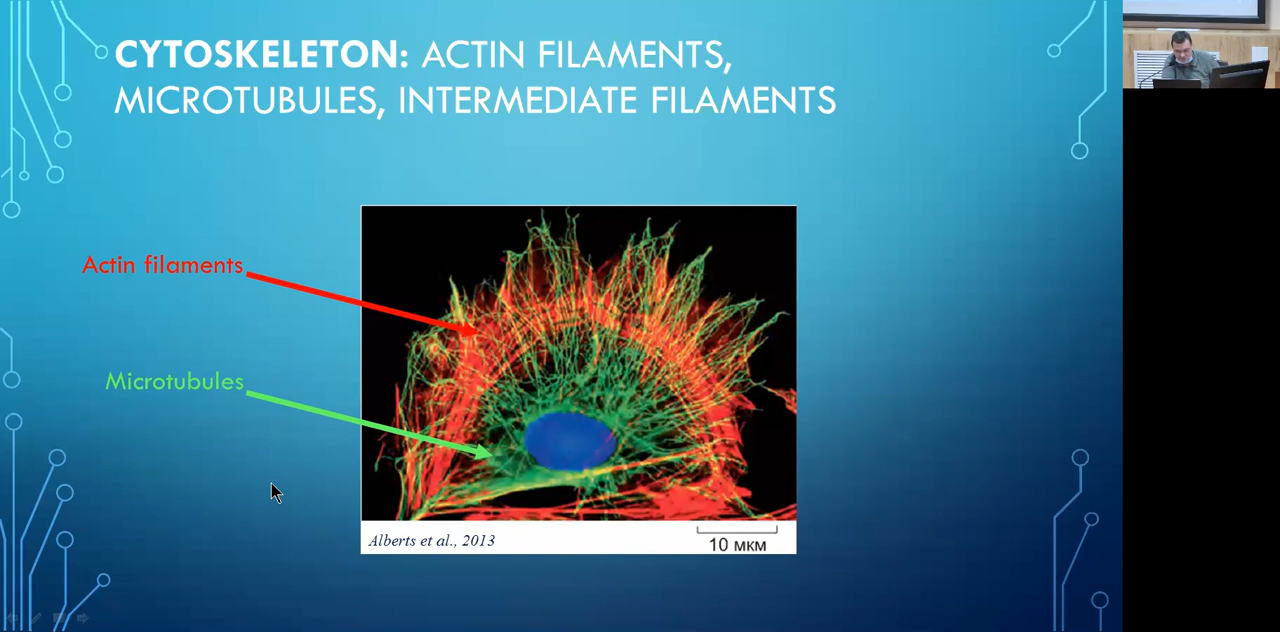 CYTOSKELETON: ACTIN FILAMENTS,
MICROTUBULES, INTERMEDIATE FILAMENTS
Actin filaments
Microtubules
Alberts et al., 2013
10 мкм